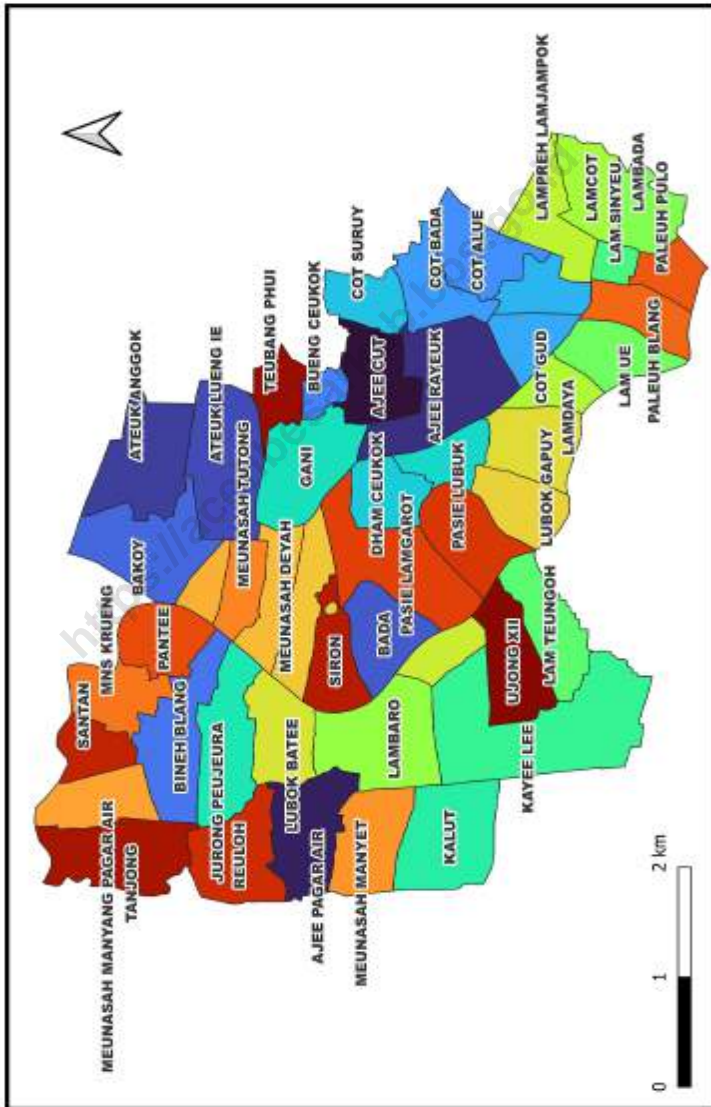 MEUNASAH MANYANG PAGAR AIR
TANJONG
SANTAN
MNS KRUENG
PANTEE
BINEH BLANG
JURONG PEUJEURA
REULOH
LUBOK BATEE
AJEE PAGAR AIR
MEUNASAH MANYET
KALUT
LAMBARO
KAYEE LEE
UJONG XII
LAM TEUNGOH
SIRON
BADA
PASIE LAMGAROT
MEUNASAH DEYAH
MEUNASAH TUTONG
BAKOY
ATEUK ANGGOK
ATEUK LUENG IE
TEUBANG PHUI
BUENG CEUKOK
GANI
DHAM CEUKOK
PASIE LUBUK
LUBOK GAPUY
LAMDAYA
AJEE CUT
AJEE RAYEUK
COT SURUY
COT BADA
COT ALUE
COT GUD
LAM UE
PALEUH BLANG
LAMPREH LAMJAMPOK
LAMCOT
LAM SINYEU
LAMBADA
PALEUH PULO
0 1 2 km